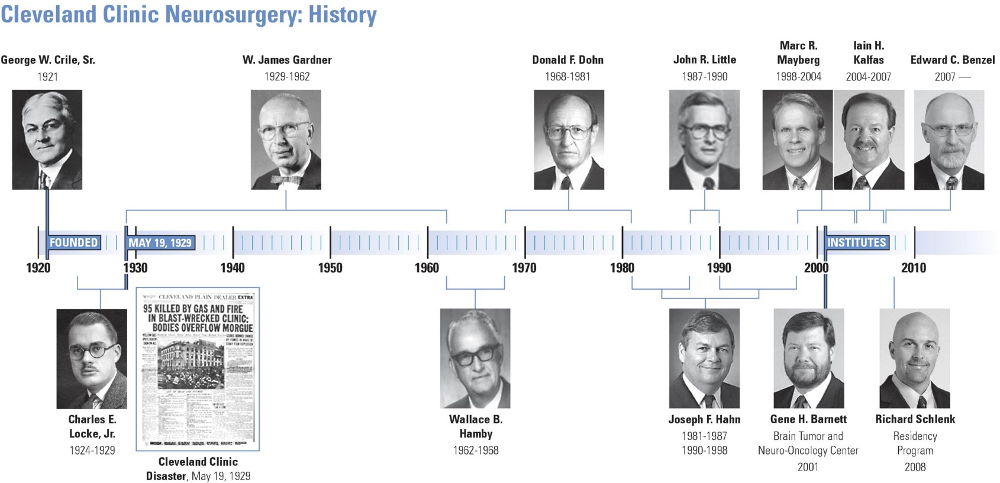 Cleveland Clinic Neurosurgery: History
George W. Crile, Sr.
1921
W. James Gardner
1929-1962
Donald F. Dohn
1968-1981
John R. Little
1987-1990
Marc R.
Mayberg
1998-2004
Iain H.
Kalfas
2004-2007
Edward C. Benzel
2007 —
FOUNDED
MAY 19, 1929
INSTITUTES
1920
1930
1940
1950
1960
1970
1980
1990
2000
2010
Charles E.
Locke, Jr.
1924-1929
CLEVELAND PLAIN DEALER EXTRA
95 KILLED BY GAS AND FIRE
IN BLAST-WRECKED CLINIC:
BODIES OVERFLOW MORGUE
Cleveland Clinic
Disaster, May 19, 1929
Wallace B.
Hamby
1962-1968
Joseph F. Hahn
1981-1987
1990-1998
Gene H. Barnett
Brain Tumor and
Neuro-Oncology Center
2001
Richard Schlenk
Residency
Program
2008